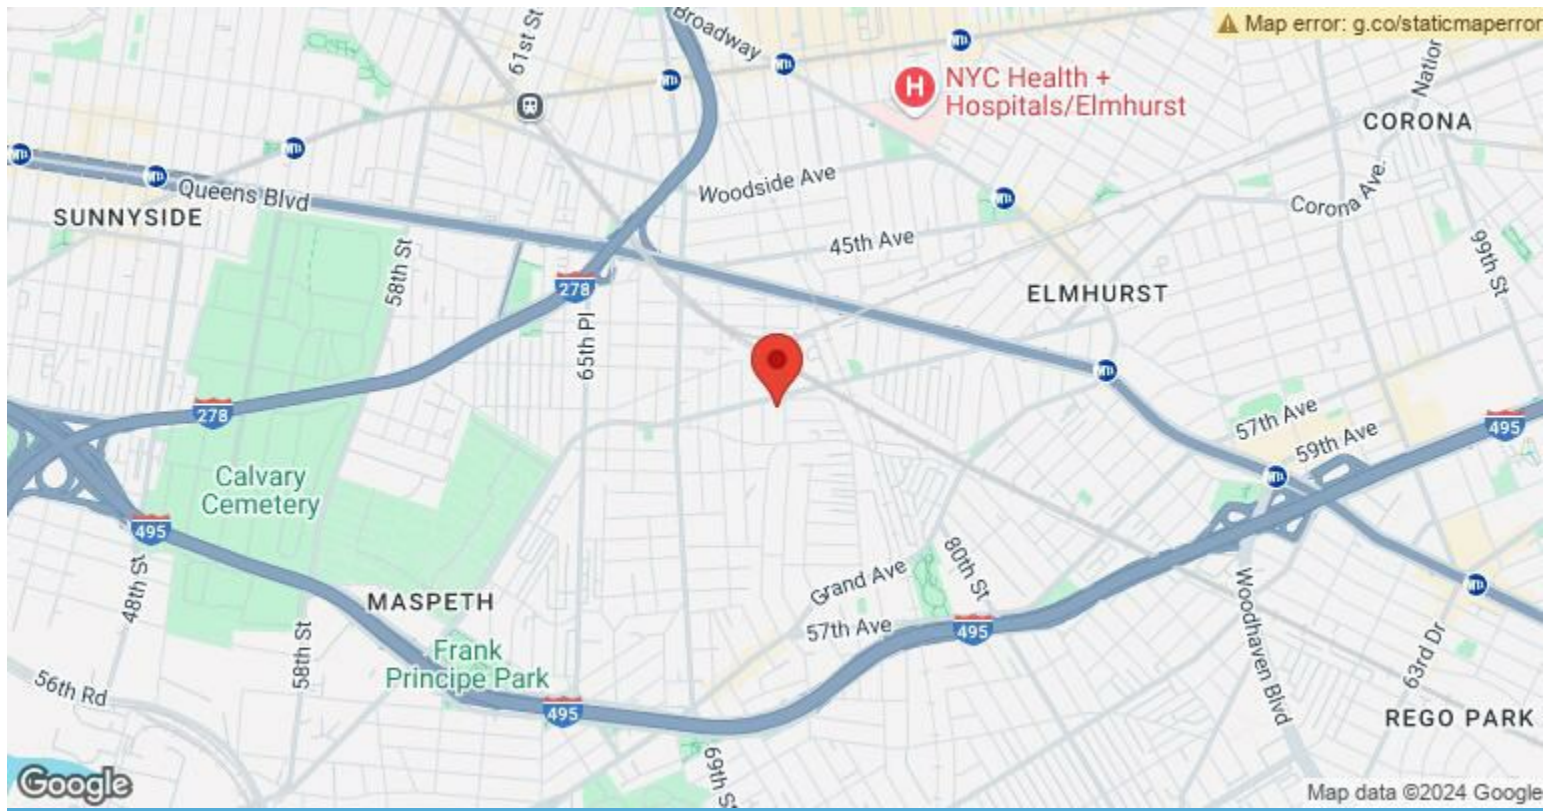 Map error: g.co/staticmaperror
Broadway
61st St
NYC Health +
Hospitals/Elmhurst
Nation
CORONA
Queens Blvd
Woodside Ave
Corona Ave.
SUNNYSIDE
58th St
45th Ave
99th St
278
ELMHURST
65th Pl
278
57th Ave
495
59th Ave
Calvary
Cemetery
495
48th St
80th St
Grand Ave
MASPETH
57th Ave
495
Woodhaven Blvd
58th St
Frank
Principe Park
63rd Dr
56th Rd
495
69th St
REGO PARK
Google
Map data ©2024 Google